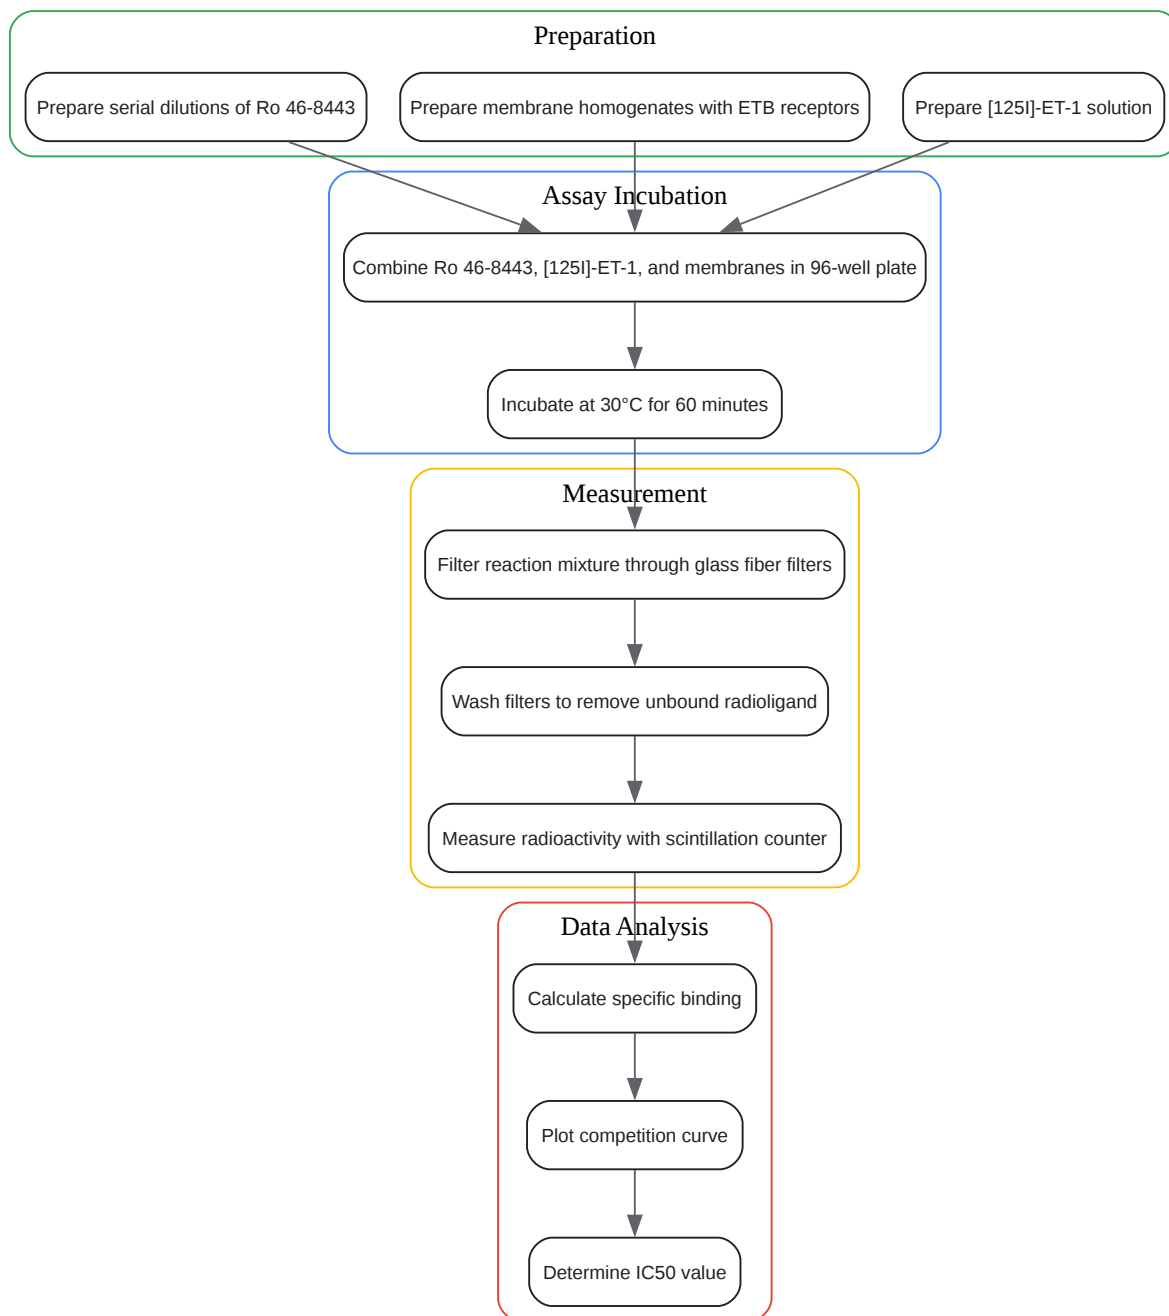 Preparation
Prepare serial dilutions of Ro 46-8443
Prepare membrane homogenates with ETB receptors
Prepare [125I]-ET-1 solution
Assay Incubation
Combine Ro 46-8443, [125I]-ET-1, and membranes in 96-well plate
Incubate at 30°C for 60 minutes
Measurement
Filter reaction mixture through glass fiber filters
Wash filters to remove unbound radioligand
Measure radioactivity with scintillation counter
Data Analysis
Calculate specific binding
Plot competition curve
Determine IC50 value